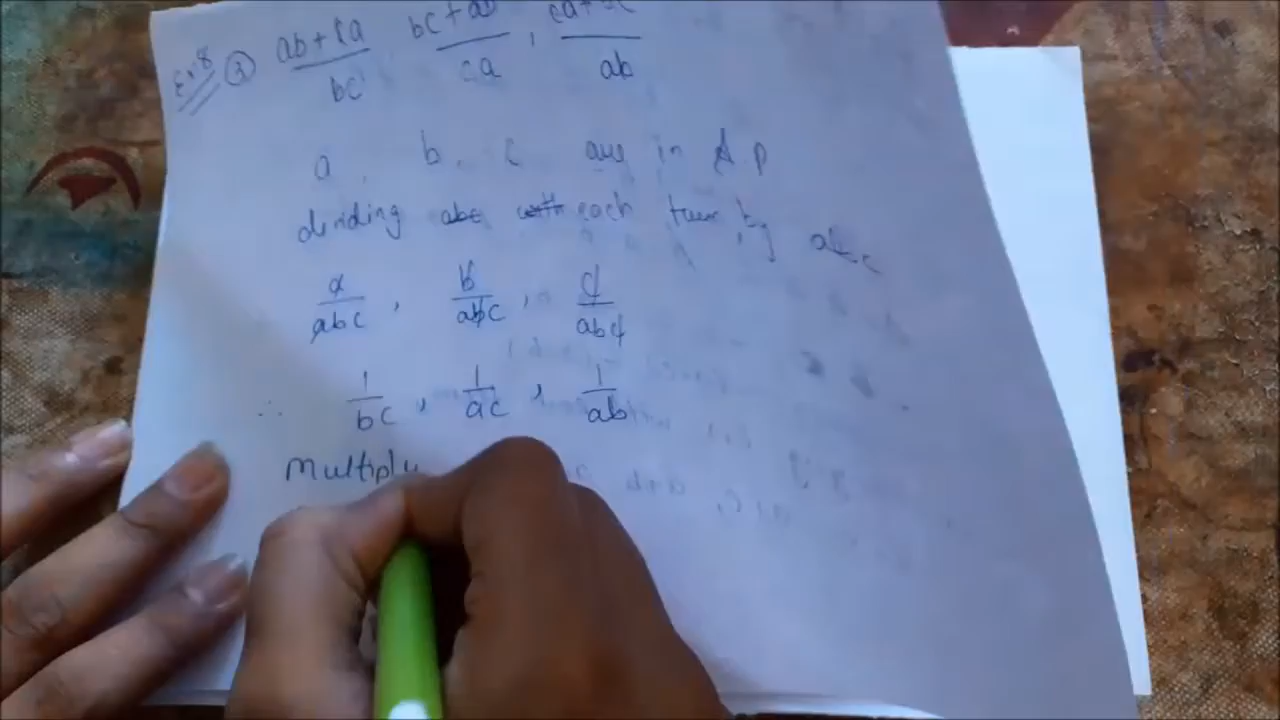 Ex 8 ③ ab+ca/bc, bc+ab/ca, ca+bc/ab
a, b, c are in A P
dividing abc with each term by abc
a/abc, b/abc, c/abc
∴ 1/bc, 1/ac, 1/ab
Multiply